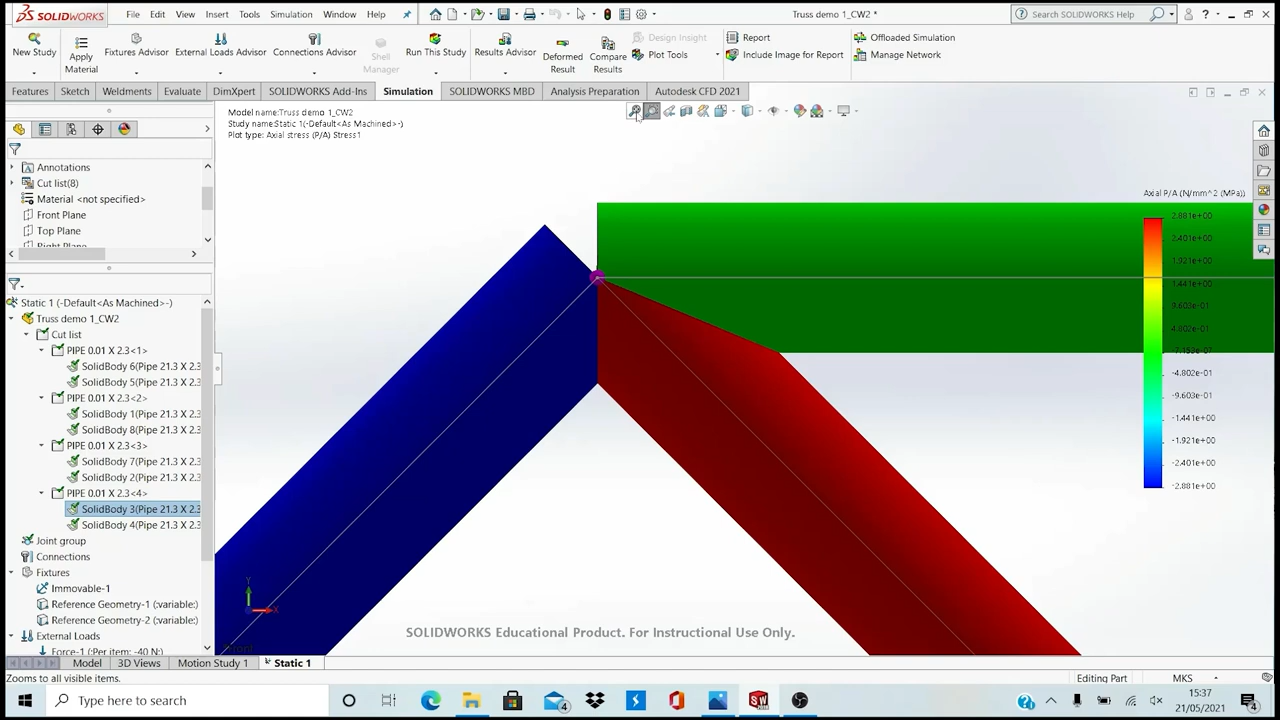 SOLIDWORKS
File Edit View Insert Tools Simulation Window Help
Truss demo 1_CW2 *
Search SOLIDWORKS Help
New Study
Apply Material
Fixtures Advisor
External Loads Advisor
Connections Advisor
Shell Manager
Run This Study
Results Advisor
Deformed Result
Compare Results
Design Insight
Plot Tools
Report
Include Image for Report
Offloaded Simulation
Manage Network
Features Sketch Weldments Evaluate DimXpert SOLIDWORKS Add-Ins Simulation SOLIDWORKS MBD Analysis Preparation Autodesk CFD 2021
Model name:Truss demo 1_CW2
Study name:Static 1(-Default<As Machined>-)
Plot type: Axial stress (P/A) Stress1
Annotations
Cut list(8)
Material <not specified>
Front Plane
Top Plane
Right Plane
Static 1 (-Default<As Machined>-)
Truss demo 1_CW2
Cut list
PIPE 0.01 X 2.3<1>
SolidBody 6(Pipe 21.3 X 2.3
SolidBody 5(Pipe 21.3 X 2.3
PIPE 0.01 X 2.3<2>
SolidBody 1(Pipe 21.3 X 2.3
SolidBody 8(Pipe 21.3 X 2.3
PIPE 0.01 X 2.3<3>
SolidBody 7(Pipe 21.3 X 2.3
SolidBody 2(Pipe 21.3 X 2.3
PIPE 0.01 X 2.3<4>
SolidBody 3(Pipe 21.3 X 2.3
SolidBody 4(Pipe 21.3 X 2.3
Joint group
Connections
Fixtures
Immovable-1
Reference Geometry-1 (variable:)
Reference Geometry-2 (variable:)
External Loads
Force-1 (:Per item: -40 N:)
Axial P/A (N/mm^2 (MPa))
2.881e+00
2.401e+00
1.921e+00
1.441e+00
9.603e-01
4.802e-01
-4.802e-01
-9.603e-01
-1.441e+00
-1.921e+00
-2.401e+00
-2.881e+00
Y
X
SOLIDWORKS Educational Product. For Instructional Use Only.
Model 3D Views Motion Study 1 Static 1
Zooms to all visible items.
Editing Part
MKS
Type here to search
4
15:37
21/05/2021
4